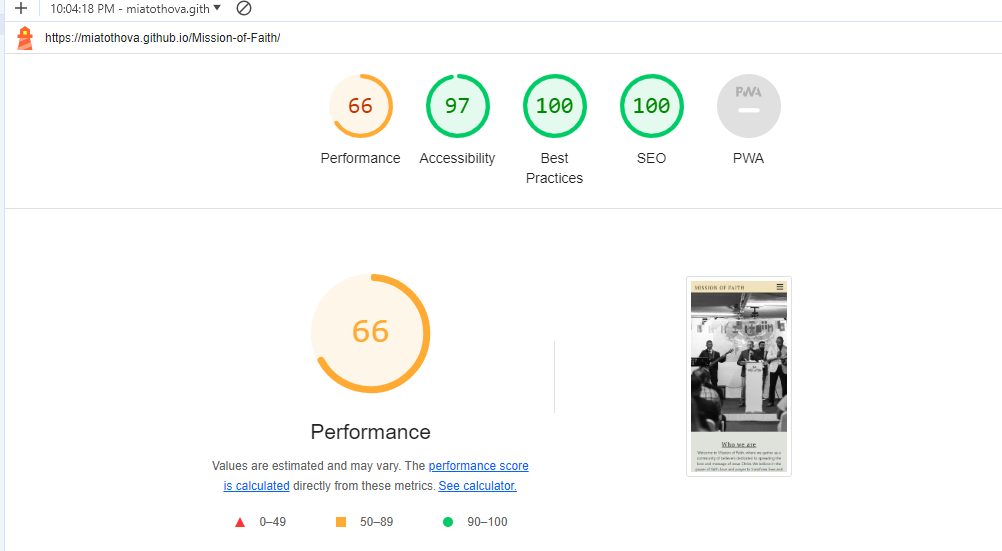 10:04:18 PM - miatothova.gith
https://miatothova.github.io/Mission-of-Faith/
66
97
100
100
PWA
Performance
Accessibility
Best
Practices
SEO
PWA
66
Performance
Values are estimated and may vary. The performance score
is calculated directly from these metrics. See calculator.
0–49
50–89
90–100
MISSION OF FAITH
Who we are
Welcome to Mission of Faith, where we gather as a
community of believers dedicated to spreading the
love and message of Jesus Christ. We believe in the
power of faith, love and prayer to transform lives and